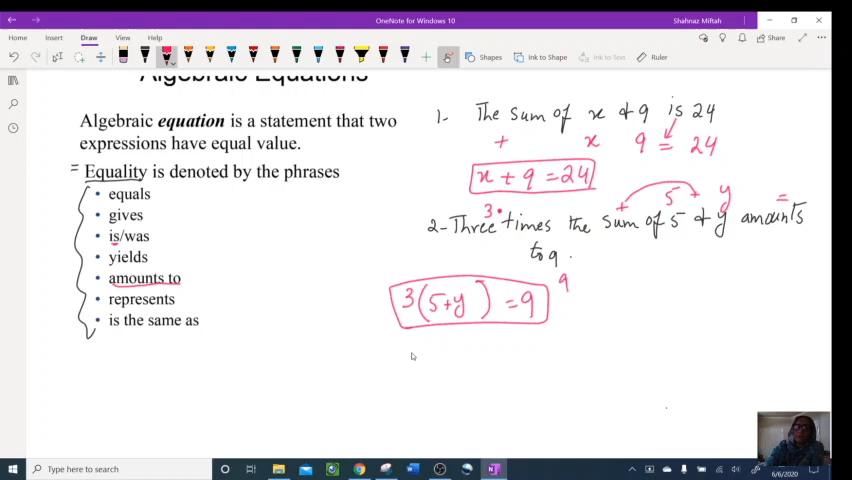 OneNote for Windows 10
Shahnaz Miftah
Home Insert Draw View Help
Share
Shapes Ink to Shape Ink to Text Ink to Math Ruler
Algebraic Equations
Algebraic equation is a statement that two
expressions have equal value.
= Equality is denoted by the phrases
• equals
• gives
• is/was
• yields
• amounts to
• represents
• is the same as
1- The sum of x & 9 is 24
+ x 9 = 24
x + 9 = 24
3 • + 5 + y =
2- Three times the sum of 5 & y amounts
to 9.
9
3(5+y) = 9
Type here to search
6/6/2020